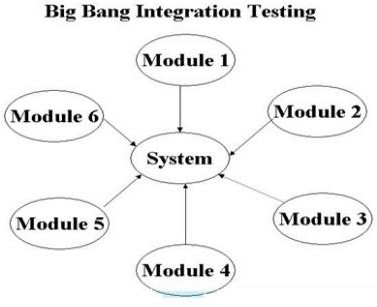 Big Bang Integration Testing
Module 1
Module 6
Module 2
System
Module 5
Module 3
Module 4